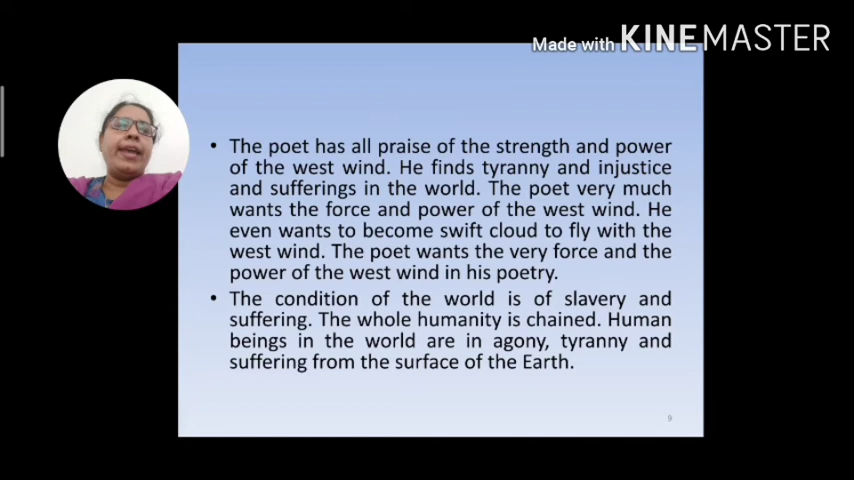 Made with KINEMASTER
• The poet has all praise of the strength and power
of the west wind. He finds tyranny and injustice
and sufferings in the world. The poet very much
wants the force and power of the west wind. He
even wants to become swift cloud to fly with the
west wind. The poet wants the very force and the
power of the west wind in his poetry.
• The condition of the world is of slavery and
suffering. The whole humanity is chained. Human
beings in the world are in agony, tyranny and
suffering from the surface of the Earth.
9